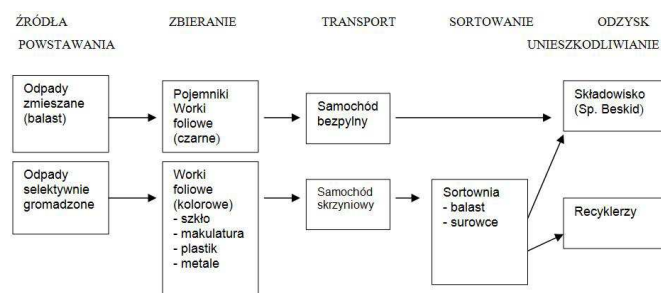 ŹRÓDŁA ZBIERANIE TRANSPORT SORTOWANIE ODZYSK
POWSTAWANIA UNIESZKODLIWIANIE
Odpady
zmieszane
(balast)
Pojemniki
Worki
foliowe
(czarne)
Samochód
bezpylny
Składowisko
(Sp. Beskid)
Odpady
selektywnie
gromadzone
Worki
foliowe
(kolorowe)
- szkło
- makulatura
- plastik
- metale
Samochód
skrzyniowy
Sortownia
- balast
- surowce
Recyklerzy